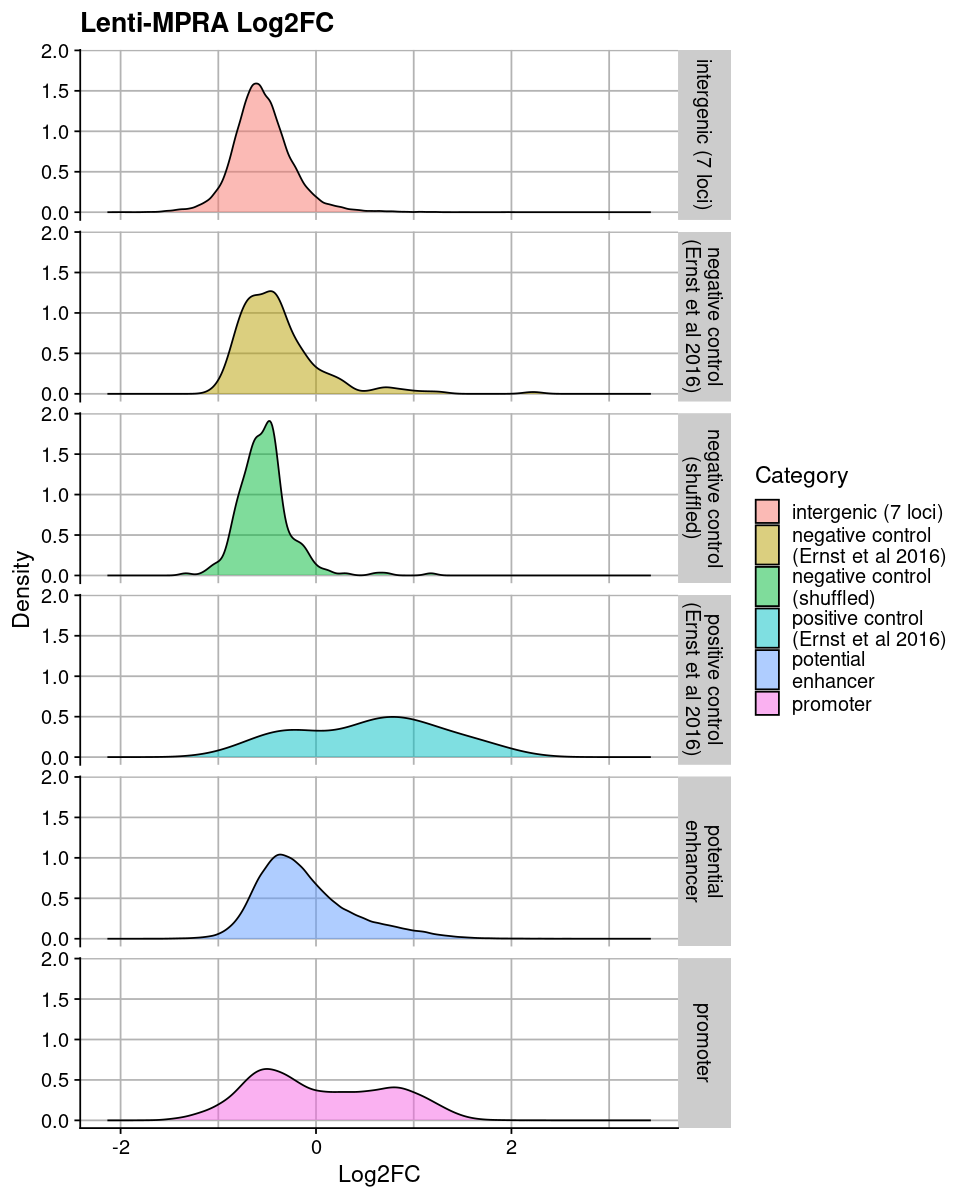 Lenti-MPRA Log2FC
2.0
1.5
1.0
0.5
0.0
intergenic (7 loci)
2.0
1.5
1.0
0.5
0.0
negative control
(Ernst et al 2016)
2.0
1.5
1.0
0.5
0.0
negative control
(shuffled)
2.0
1.5
1.0
0.5
0.0
positive control
(Ernst et al 2016)
2.0
1.5
1.0
0.5
0.0
potential
enhancer
2.0
1.5
1.0
0.5
0.0
promoter
Density
-2
0
2
Log2FC
Category
intergenic (7 loci)
negative control
(Ernst et al 2016)
negative control
(shuffled)
positive control
(Ernst et al 2016)
potential
enhancer
promoter